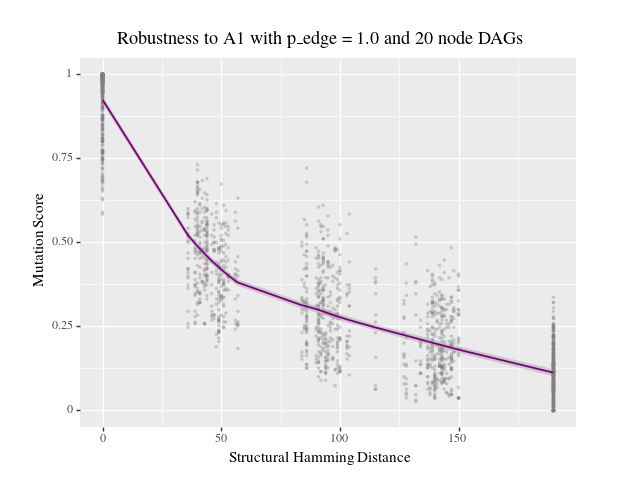 Robustness to A1 with p_edge = 1.0 and 20 node DAGs
1
0.75
0.50
0.25
0
Mutation Score
0 50 100 150
Structural Hamming Distance